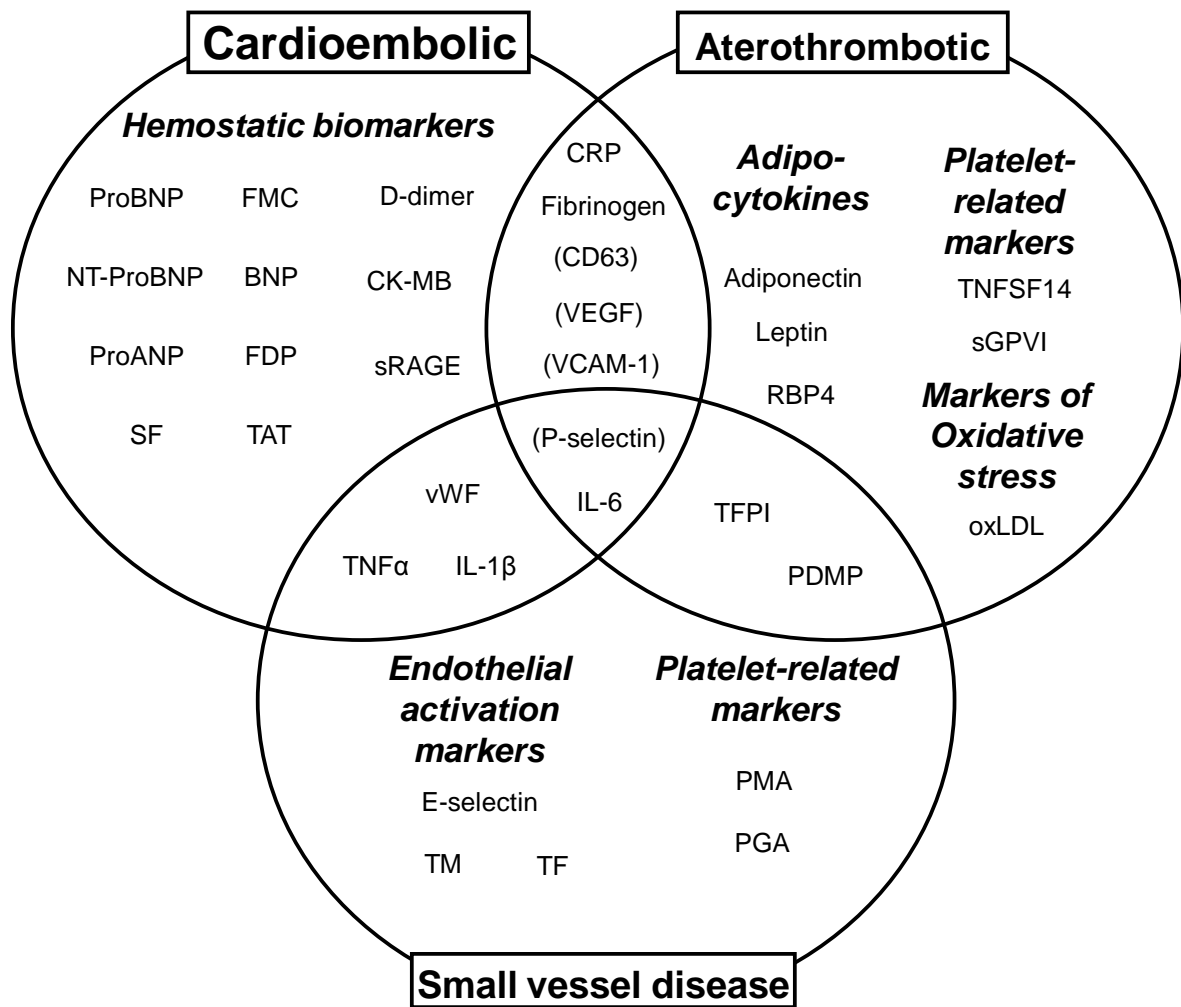 Cardioembolic
Aterothrombotic
Hemostatic biomarkers
ProBNP
FMC
D-dimer
NT-ProBNP
BNP
CK-MB
ProANP
FDP
sRAGE
SF
TAT
CRP
Fibrinogen
(CD63)
(VEGF)
(VCAM-1)
(P-selectin)
IL-6
Adipo-
cytokines
Adiponectin
Leptin
RBP4
Platelet-
related
markers
TNFSF14
sGPVI
Markers of
Oxidative
stress
oxLDL
vWF
TNFα
IL-1β
TFPI
PDMP
Endothelial
activation
markers
E-selectin
TM
TF
Platelet-related
markers
PMA
PGA
Small vessel disease